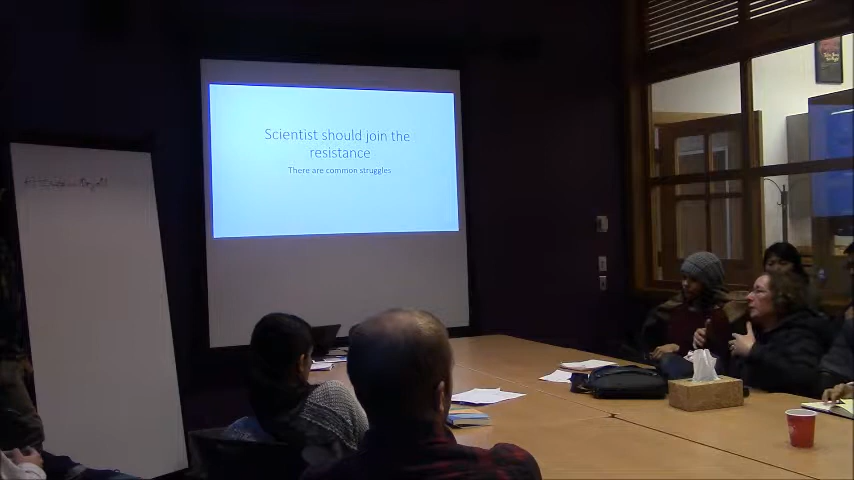 Scientist should join the
resistance
There are common struggles